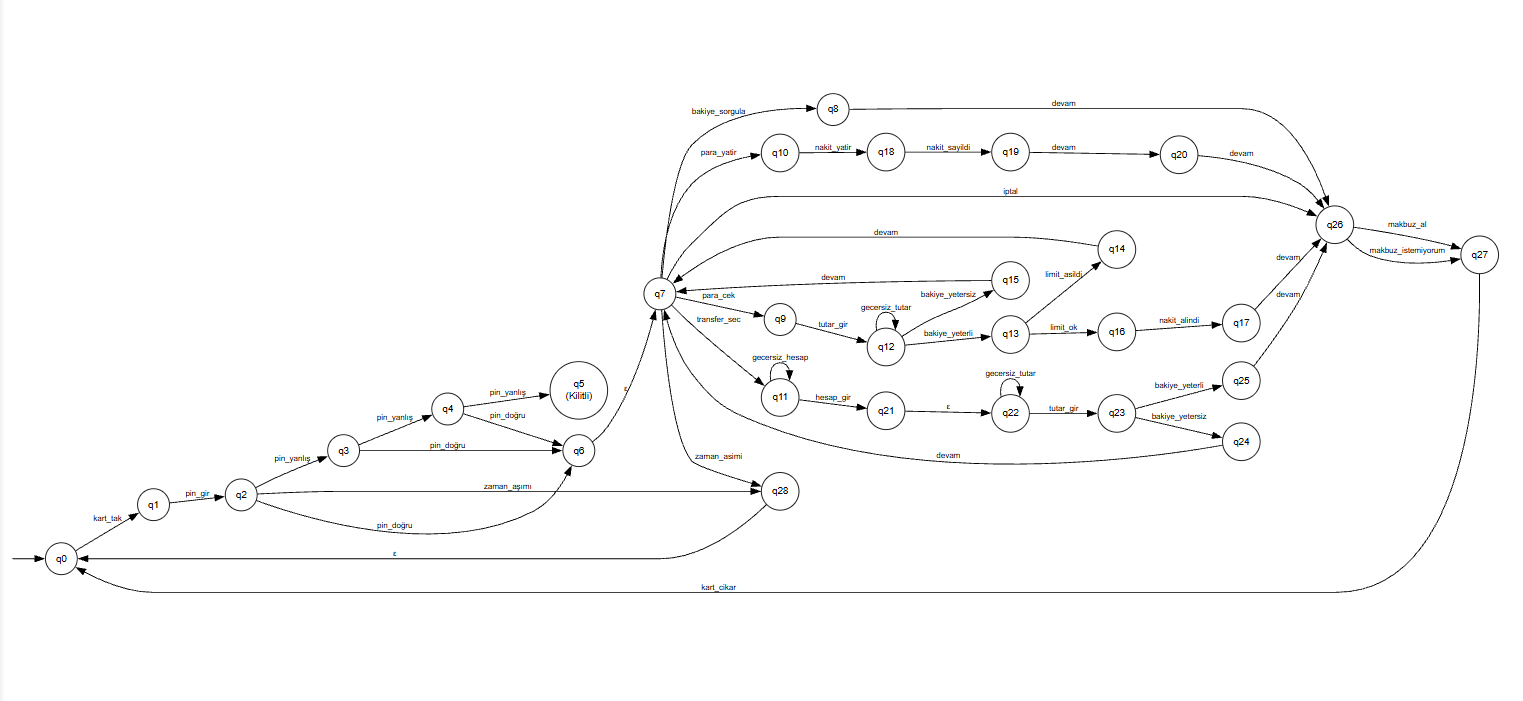 bakiye_sorgula
q8
devam
para_yatir
q10
nakit_yatir
q18
nakit_sayildi
q19
devam
q20
devam
iptal
q26
makbuz_al
makbuz_istemiyorum
q27
devam
q14
limit_asildi
devam
q15
bakiye_yetersiz
q7
para_cek
q9
tutar_gir
gecersiz_tutar
q12
bakiye_yeterli
q13
limit_ok
q16
nakit_alindi
q17
devam
devam
transfer_sec
gecersiz_hesap
q11
hesap_gir
q21
ε
gecersiz_tutar
q22
tutar_gir
q23
bakiye_yeterli
q25
bakiye_yetersiz
q24
devam
ε
q5
(Kilitli)
pin_yanlış
q4
pin_doğru
pin_yanlış
q3
pin_doğru
q6
pin_yanlış
zaman_asimi
q28
q2
zaman_aşımı
pin_gir
q1
pin_doğru
kart_tak
q0
ε
kart_cikar